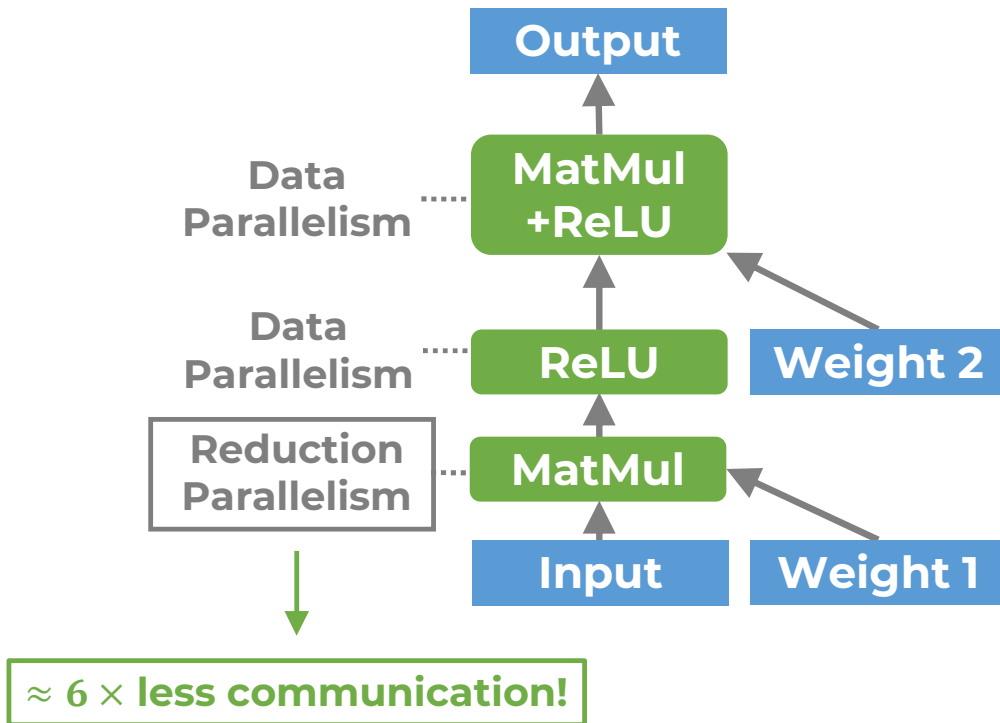 Output
Data
Parallelism
MatMul
+ReLU
Data
Parallelism
ReLU
Weight 2
Reduction
Parallelism
MatMul
Input
Weight 1
≈ 6 × less communication!